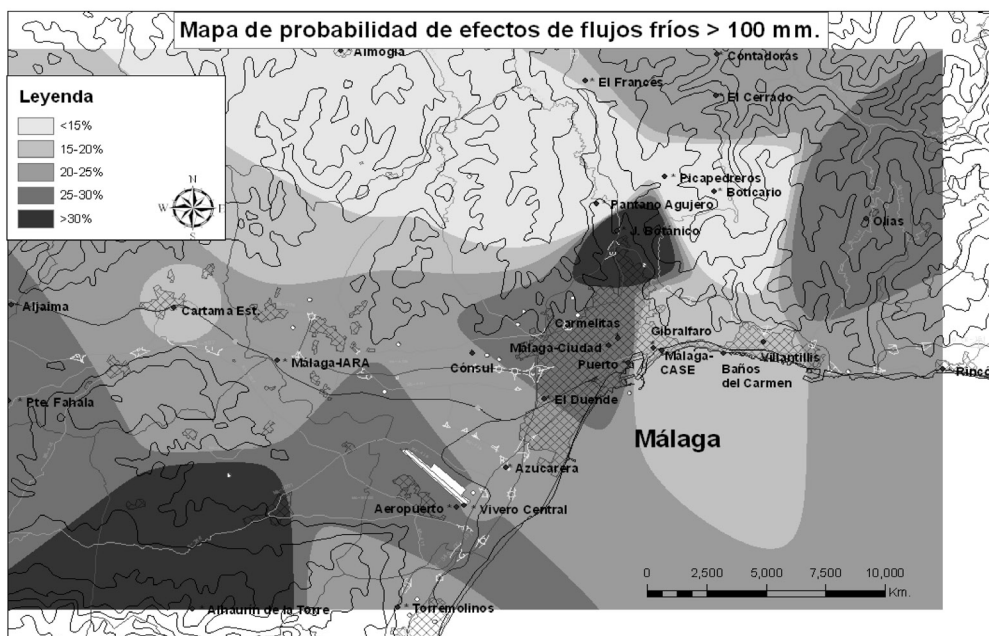 Mapa de probabilidad de efectos de flujos fríos > 100 mm.
Leyenda
<15%
15-20%
20-25%
25-30%
>30%
N
W
E
S
Almogía
Contadoras
El Francés
El Cerrado
Picapedreros
Boticario
Pantano Agujero
J. Botánico
Olías
Aljaima
Cartama Est.
Carmelitas
Gibralfaro
Málaga-Ciudad
Málaga-IARA
Cónsul
Puerto
Málaga-
CASE
Baños
del Carmen
Villantillis
Rincó
Pte. Fahala
El Duende
Málaga
Azucarera
Aeropuerto
Vivero Central
Alhaurín de la Torre
Torremolinos
0 2,500 5,000 7,500 10,000
Km.